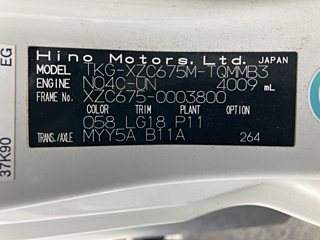 Hino Motors, Ltd. JAPAN
MODEL TKG-XZC675M-TQMMB3
ENGINE N04C-UN 4009 mL
FRAME No. XZC675-0003800
COLOR TRIM PLANT OPTION
058 LG18 P11
TRANS./AXLE MYY5A B11A 264
EG
37K90